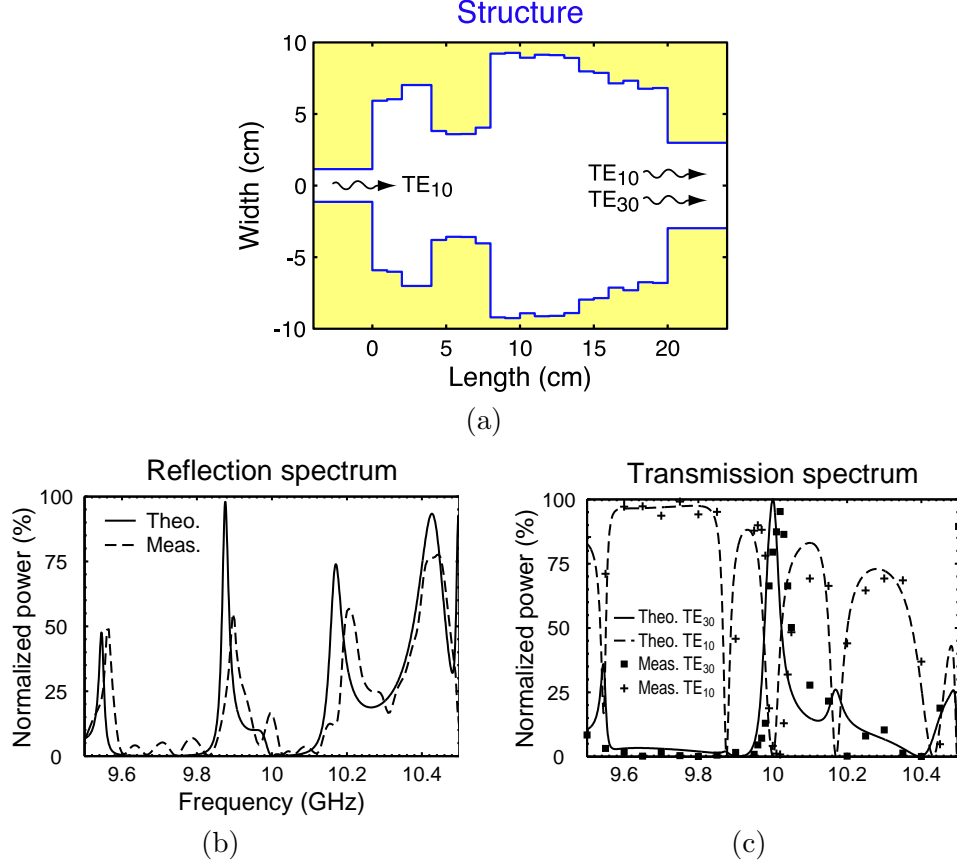 Structure
10
5
0
-5
-10
Width (cm)
TE10
TE10
TE30
0 5 10 15 20
Length (cm)
(a)
Reflection spectrum
100
75
50
25
0
Normalized power (%)
Theo.
Meas.
9.6 9.8 10 10.2 10.4
Frequency (GHz)
(b)
Transmission spectrum
100
75
50
25
0
Normalized power (%)
Theo. TE30
Theo. TE10
Meas. TE30
Meas. TE10
9.6 9.8 10 10.2 10.4
(c)